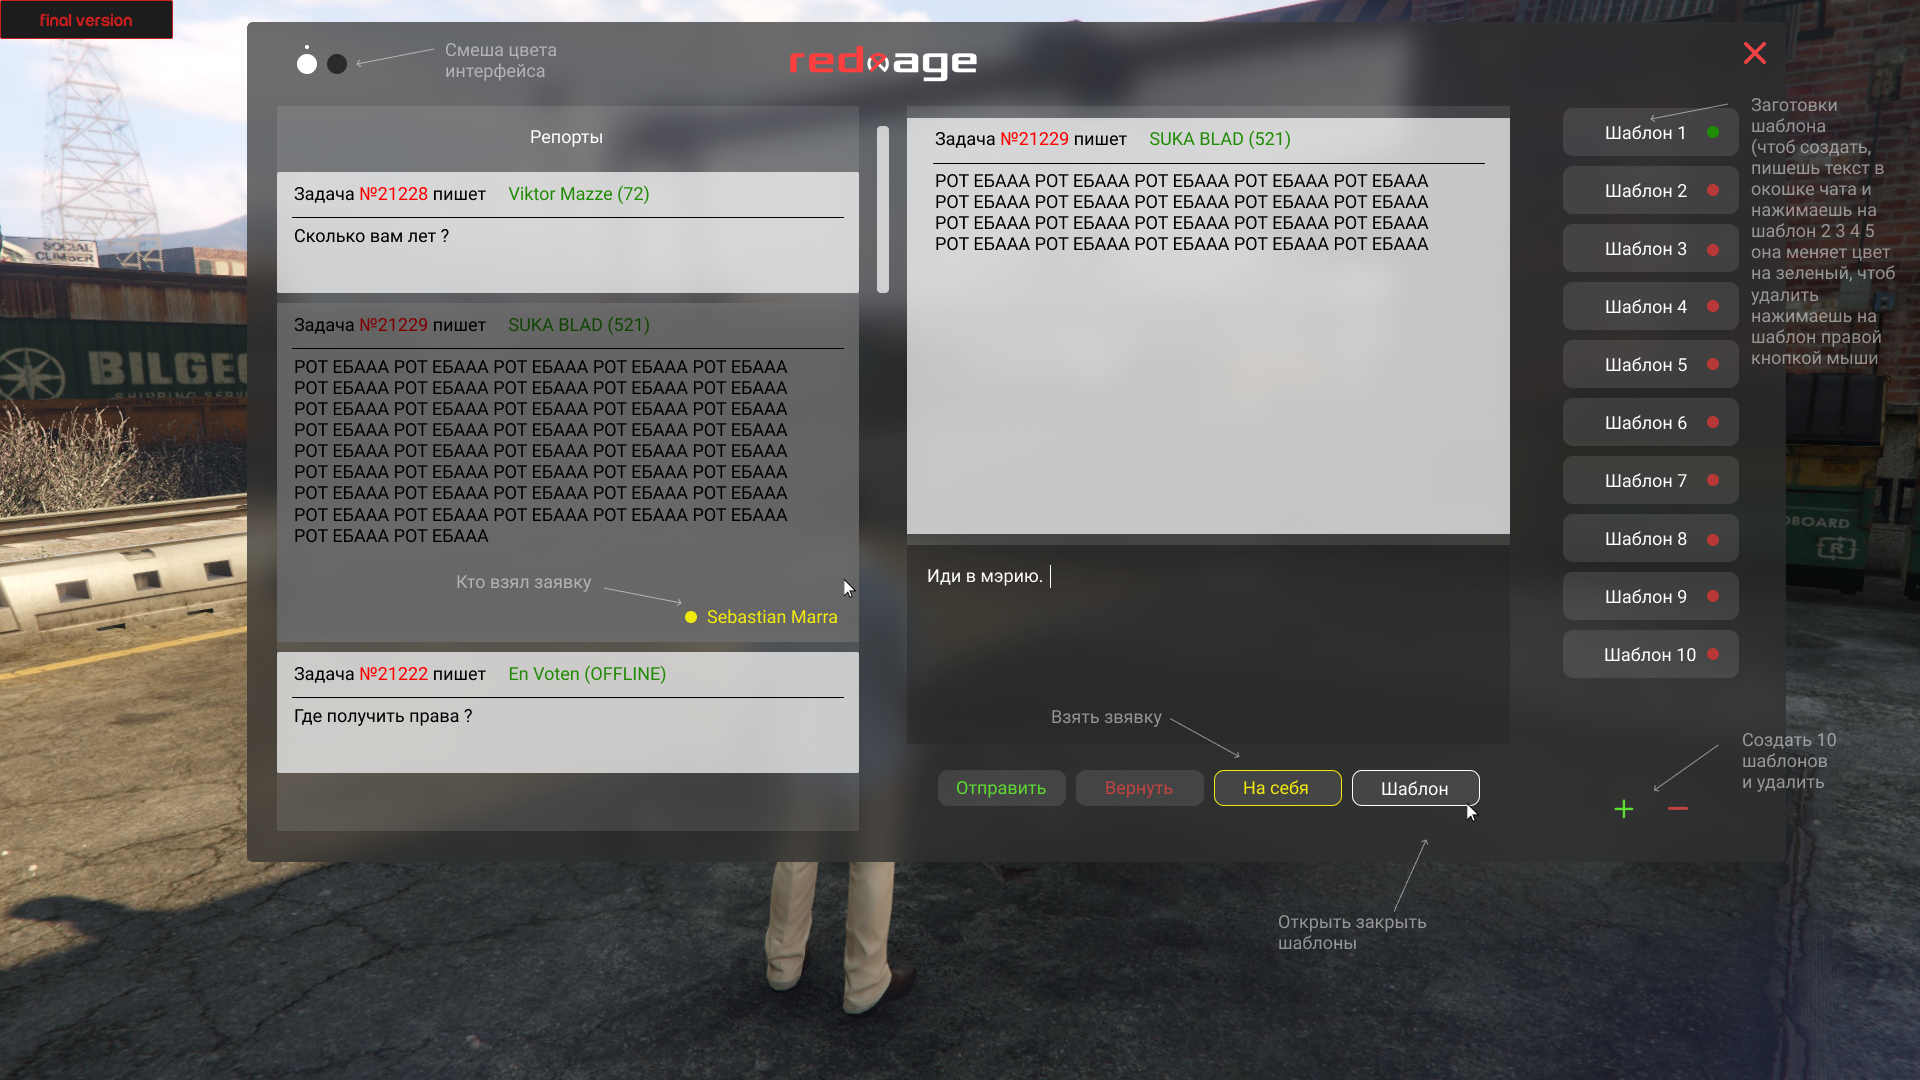 final version
Смеша цвета
интерфейса
redage
Репорты
Задача №21228 пишет Viktor Mazze (72)
Сколько вам лет ?
Задача №21229 пишет SUKA BLAD (521)
РОТ ЕБААА РОТ ЕБААА РОТ ЕБААА РОТ ЕБААА РОТ ЕБААА
РОТ ЕБААА РОТ ЕБААА РОТ ЕБААА РОТ ЕБААА РОТ ЕБААА
РОТ ЕБААА РОТ ЕБААА РОТ ЕБААА РОТ ЕБААА РОТ ЕБААА
РОТ ЕБААА РОТ ЕБААА РОТ ЕБААА РОТ ЕБААА РОТ ЕБААА
РОТ ЕБААА РОТ ЕБААА РОТ ЕБААА РОТ ЕБААА РОТ ЕБААА
РОТ ЕБААА РОТ ЕБААА РОТ ЕБААА РОТ ЕБААА РОТ ЕБААА
РОТ ЕБААА РОТ ЕБААА РОТ ЕБААА РОТ ЕБААА РОТ ЕБААА
РОТ ЕБААА РОТ ЕБААА РОТ ЕБААА РОТ ЕБААА РОТ ЕБААА
РОТ ЕБААА РОТ ЕБААА
Кто взял заявку
Sebastian Marra
Задача №21222 пишет En Voten (OFFLINE)
Где получить права ?
Задача №21229 пишет SUKA BLAD (521)
РОТ ЕБААА РОТ ЕБААА РОТ ЕБААА РОТ ЕБААА РОТ ЕБААА
РОТ ЕБААА РОТ ЕБААА РОТ ЕБААА РОТ ЕБААА РОТ ЕБААА
РОТ ЕБААА РОТ ЕБААА РОТ ЕБААА РОТ ЕБААА РОТ ЕБААА
РОТ ЕБААА РОТ ЕБААА РОТ ЕБААА РОТ ЕБААА РОТ ЕБААА
Иди в мэрию.
Взять звявку
Отправить
Вернуть
На себя
Шаблон
Открыть закрыть
шаблоны
Шаблон 1
Шаблон 2
Шаблон 3
Шаблон 4
Шаблон 5
Шаблон 6
Шаблон 7
Шаблон 8
Шаблон 9
Шаблон 10
Заготовки
шаблона
(чтоб создать,
пишешь текст в
окошке чата и
нажимаешь на
шаблон 2 3 4 5
она меняет цвет
на зеленый, чтоб
удалить
нажимаешь на
шаблон правой
кнопкой мыши
Создать 10
шаблонов
и удалить
+ −
SOCIAL
CLIMBER